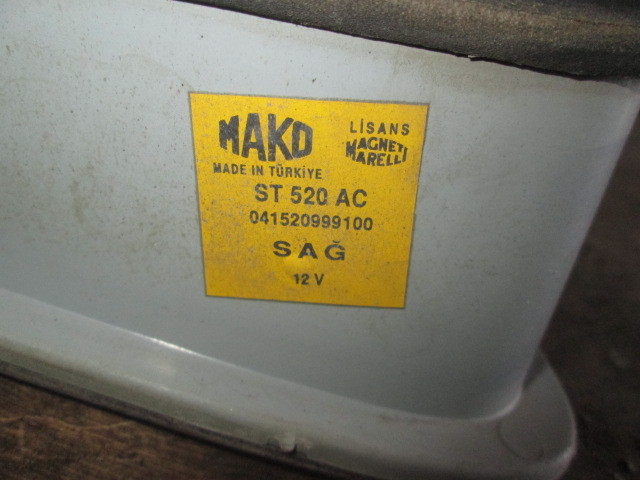 MAKO
MADE IN TÜRKİYE
LİSANS
MAGNETI
MARELLI
ST 520 AC
041520999100
SAĞ
12 V